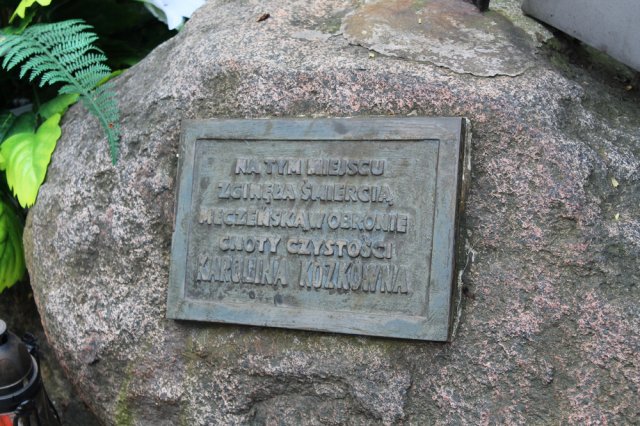 NA TYM MIEJSCU
ZGINĘŁA ŚMIERCIĄ
MĘCZEŃSKĄ W OBRONIE
CNOTY CZYSTOŚCI
KAROLINA KÓZKÓWNA